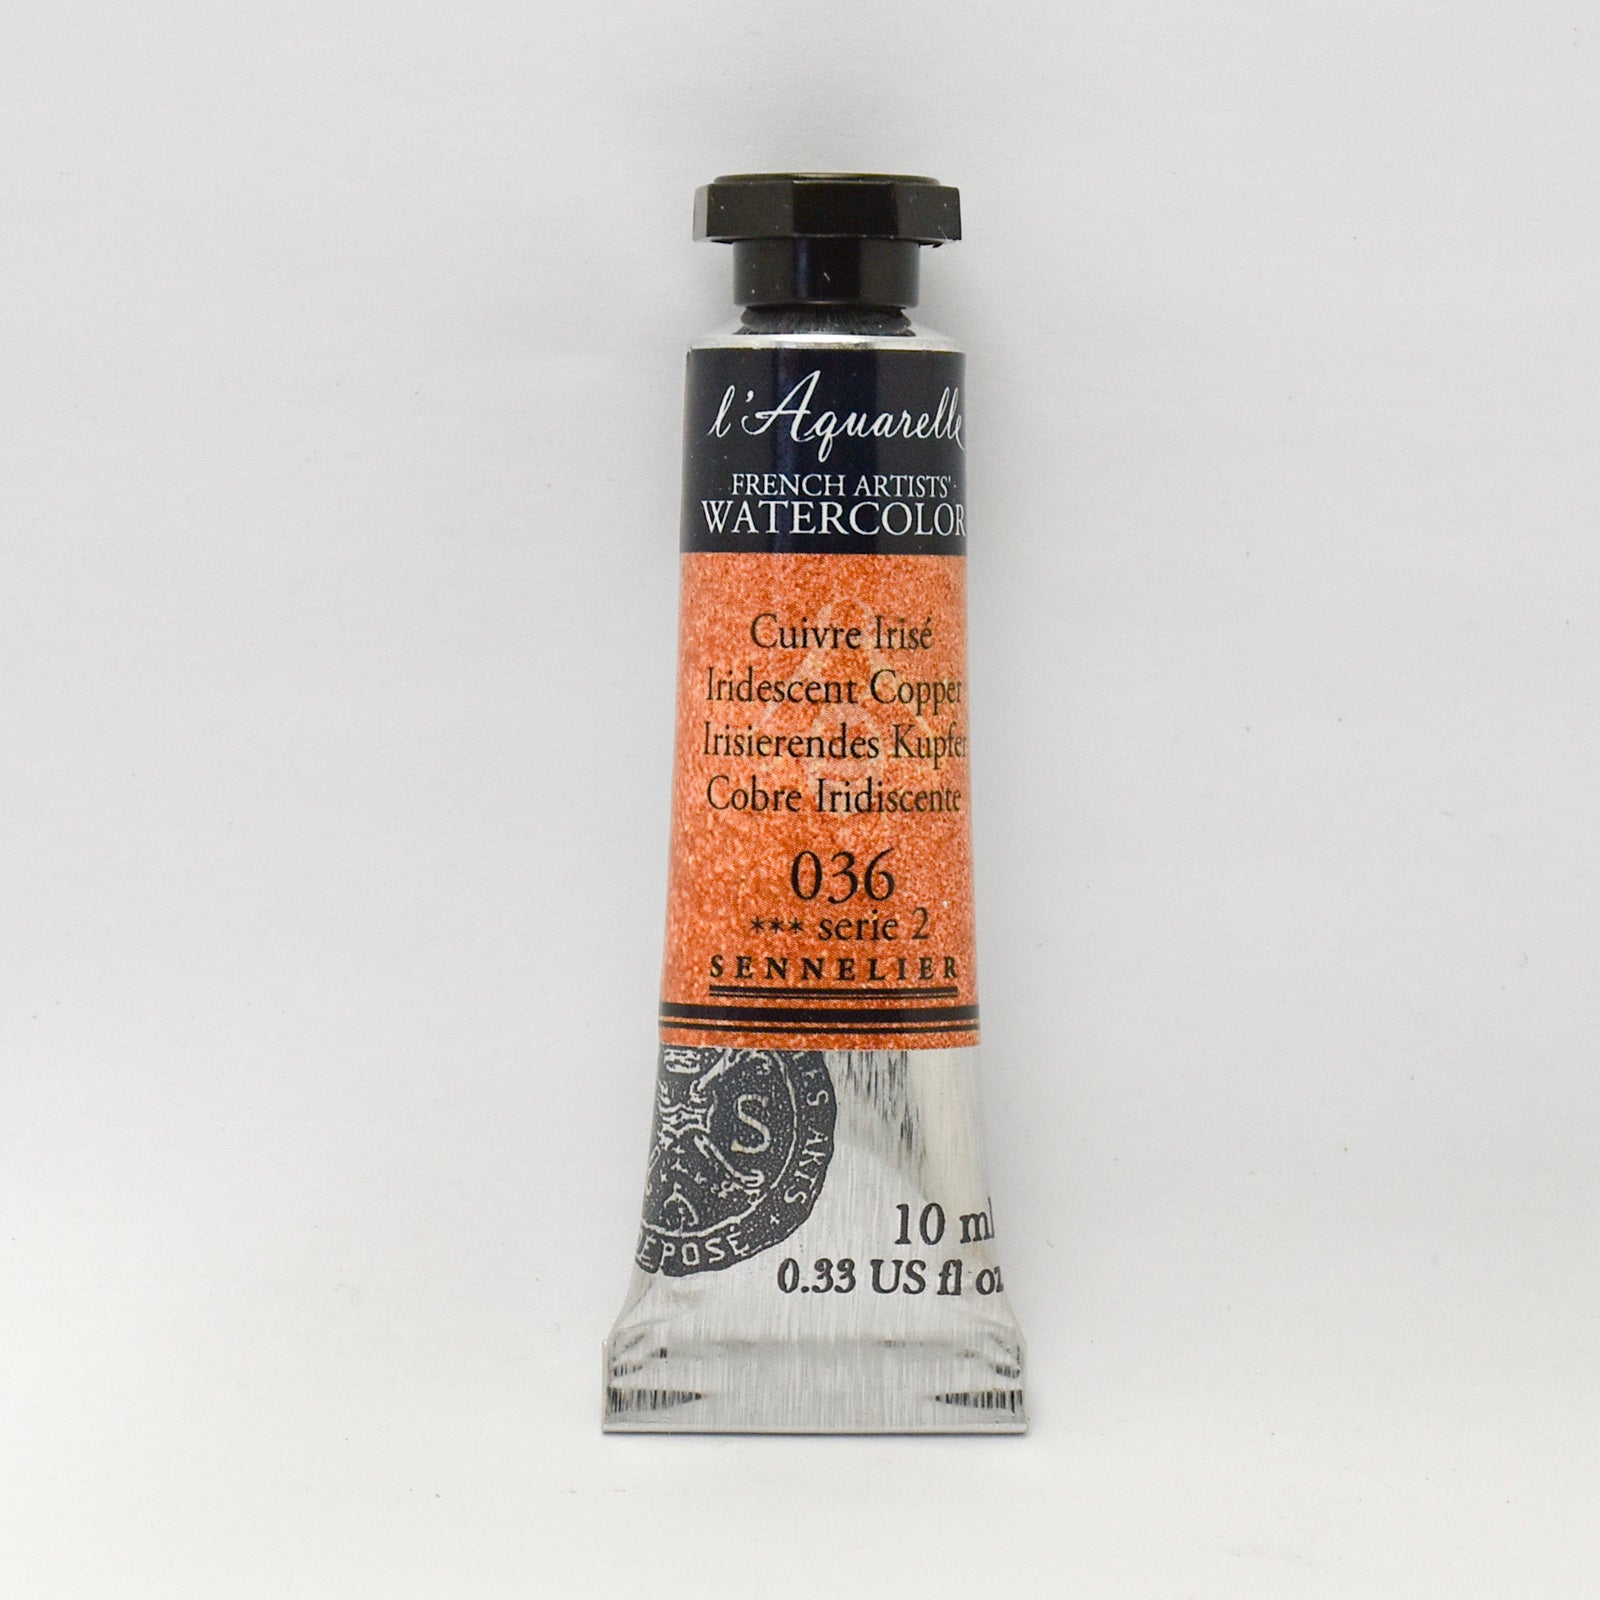 l'Aquarelle
FRENCH ARTISTS'
WATERCOLOR
Cuivre Irisé
Iridescent Copper
Irisierendes Kupfer
Cobre Iridiscente
036
*** serie 2
SENNELIER
S
ARTS
10 ml
0.33 US fl oz